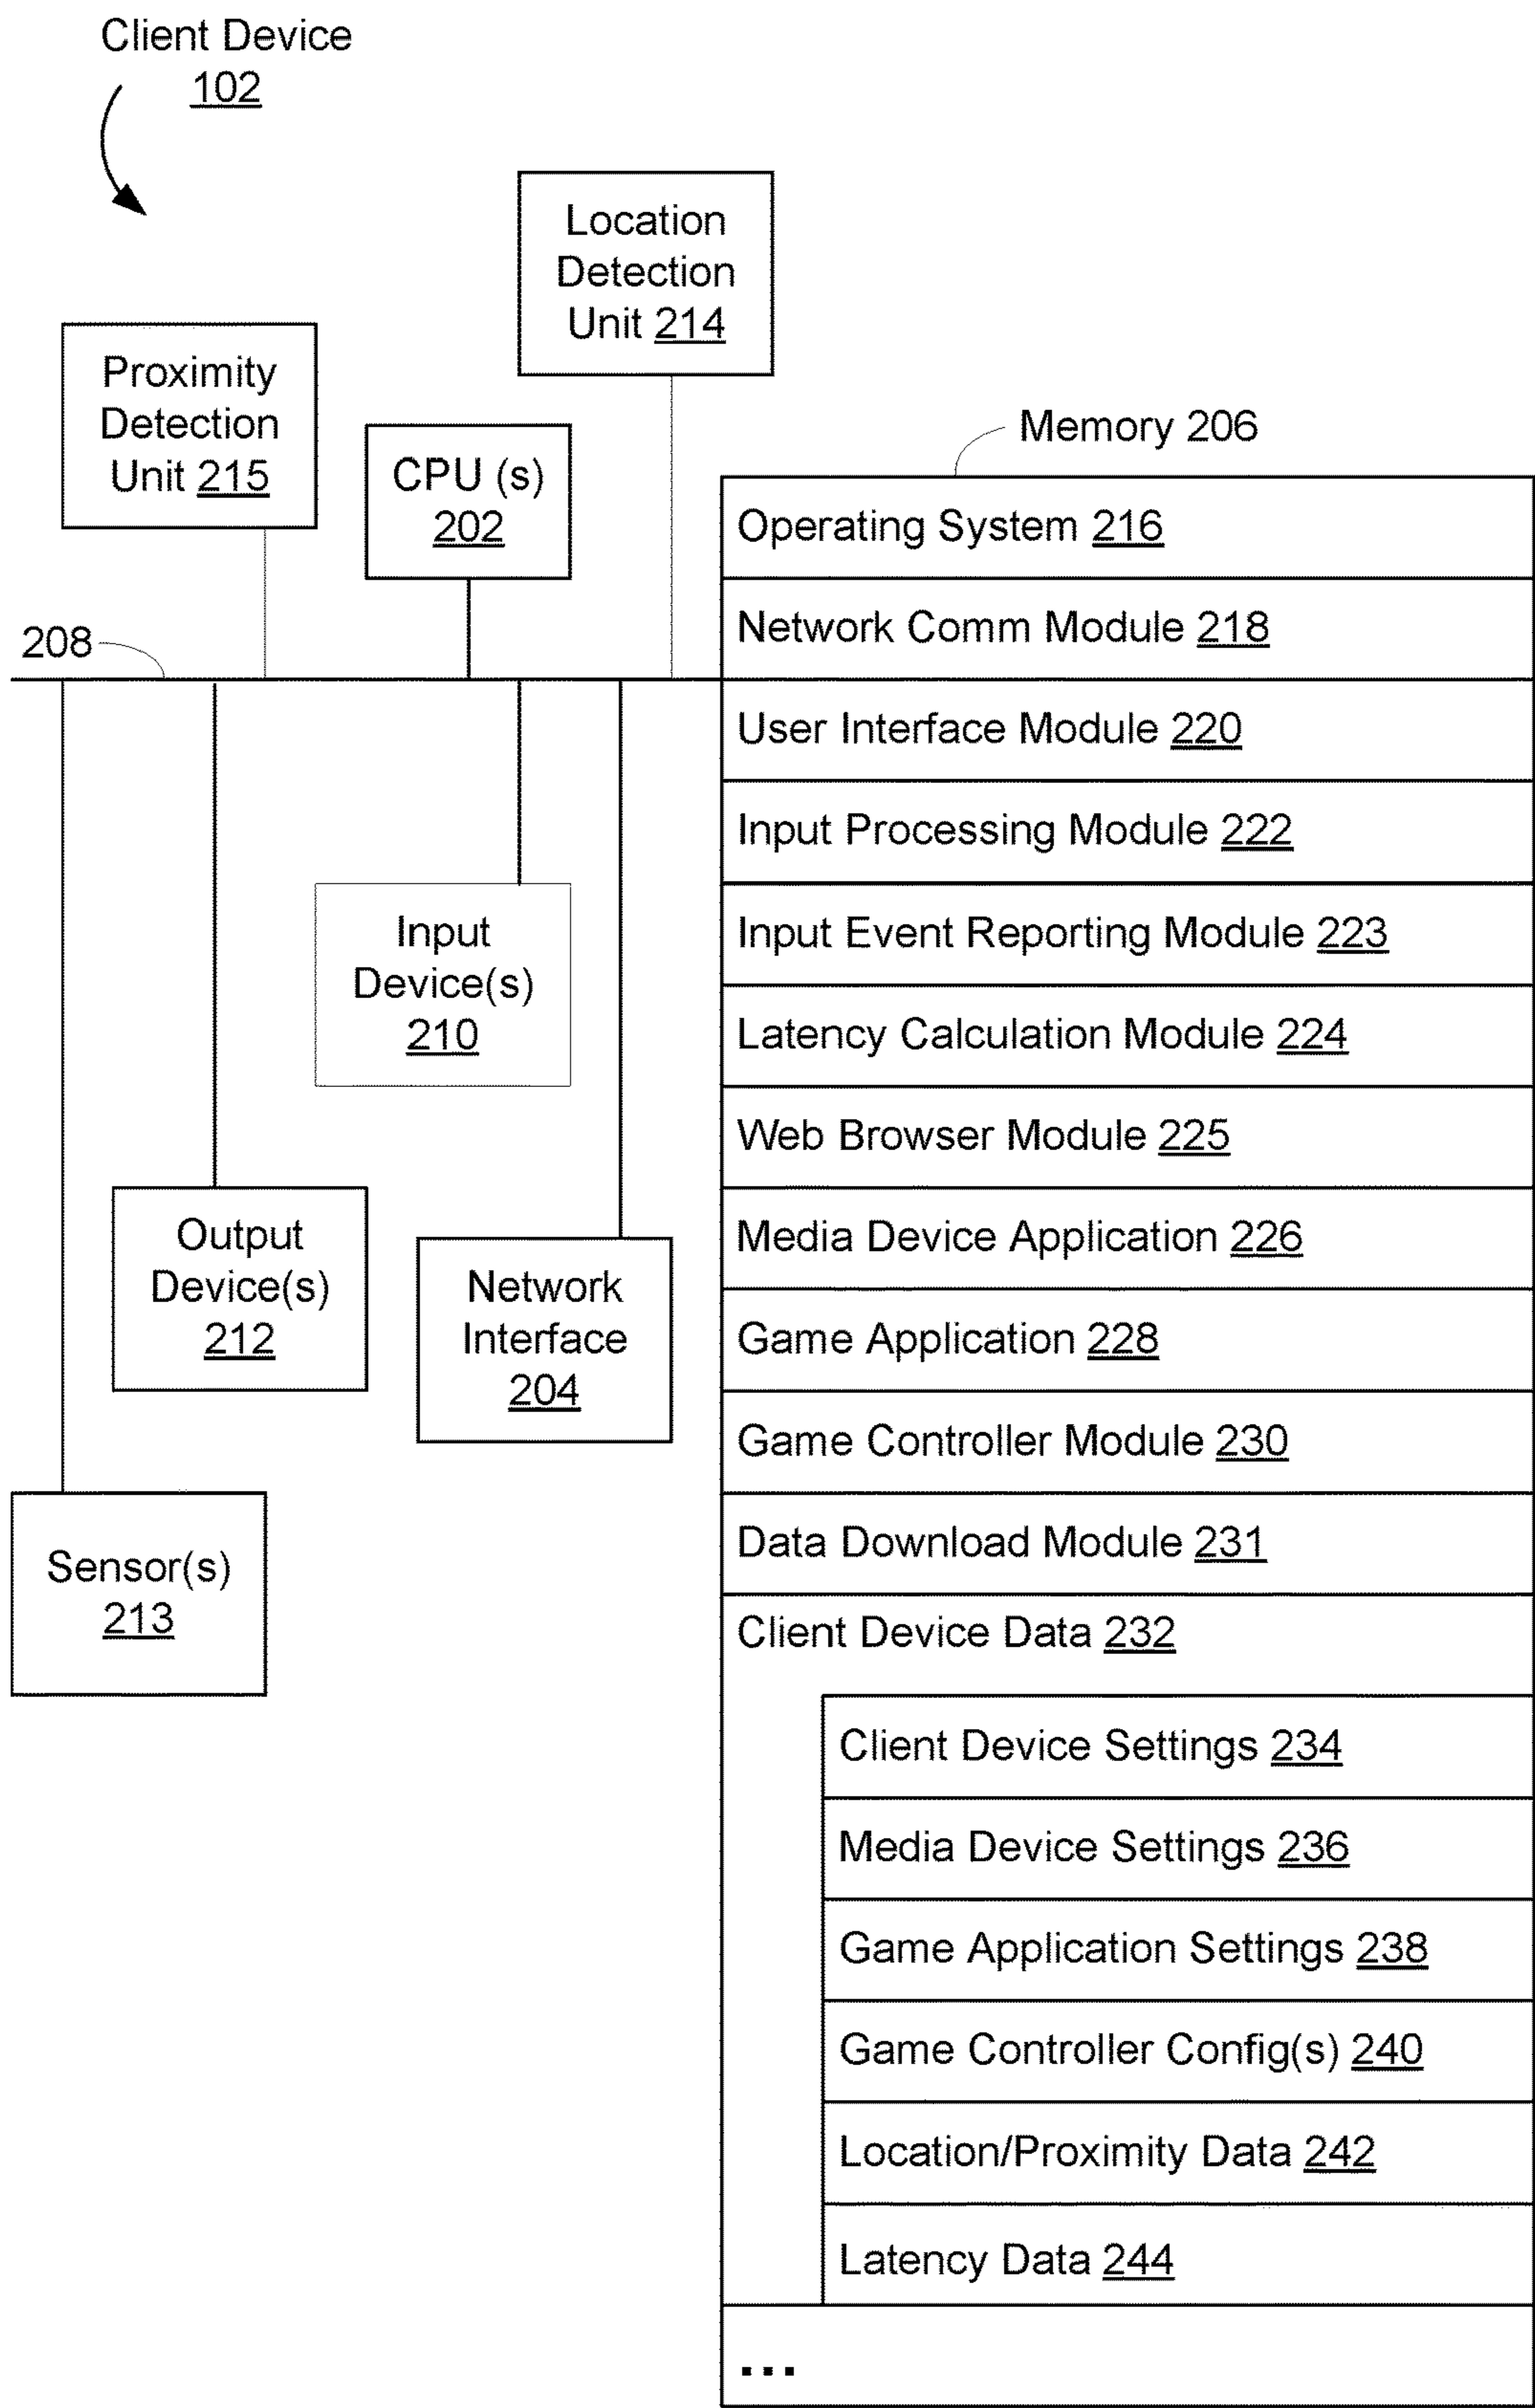 Client Device
102
Location
Detection
Unit 214
Proximity
Detection
Unit 215
CPU (s)
202
Memory 206
208
Input
Device(s)
210
Output
Device(s)
212
Network
Interface
204
Sensor(s)
213
Operating System 216
Network Comm Module 218
User Interface Module 220
Input Processing Module 222
Input Event Reporting Module 223
Latency Calculation Module 224
Web Browser Module 225
Media Device Application 226
Game Application 228
Game Controller Module 230
Data Download Module 231
Client Device Data 232
Client Device Settings 234
Media Device Settings 236
Game Application Settings 238
Game Controller Config(s) 240
Location/Proximity Data 242
Latency Data 244
...